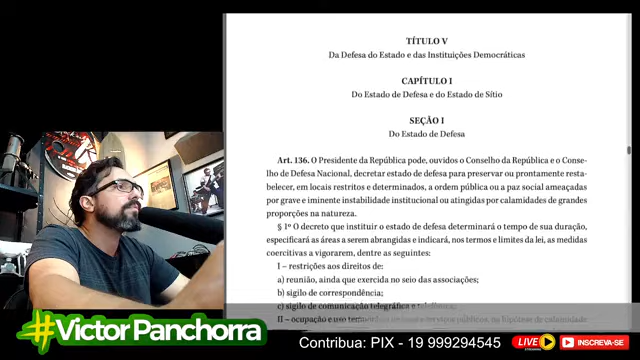 TÍTULO V
Da Defesa do Estado e das Instituições Democráticas
CAPÍTULO I
Do Estado de Defesa e do Estado de Sítio
SEÇÃO I
Do Estado de Defesa
Art. 136. O Presidente da República pode, ouvidos o Conselho da República e o Conse-
lho de Defesa Nacional, decretar estado de defesa para preservar ou prontamente resta-
belecer, em locais restritos e determinados, a ordem pública ou a paz social ameaçadas
por grave e iminente instabilidade institucional ou atingidas por calamidades de grandes
proporções na natureza.
§ 1º O decreto que instituir o estado de defesa determinará o tempo de sua duração,
especificará as áreas a serem abrangidas e indicará, nos termos e limites da lei, as medidas
coercitivas a vigorarem, dentre as seguintes:
I – restrições aos direitos de:
a) reunião, ainda que exercida no seio das associações;
b) sigilo de correspondência;
c) sigilo de comunicação telegráfica e telefônica;
II – ocupação e uso hipótese de calamidade
#VictorPanchorra
Contribua: PIX - 19 999294545
LIVE
STREAMING
INSCREVA-SE